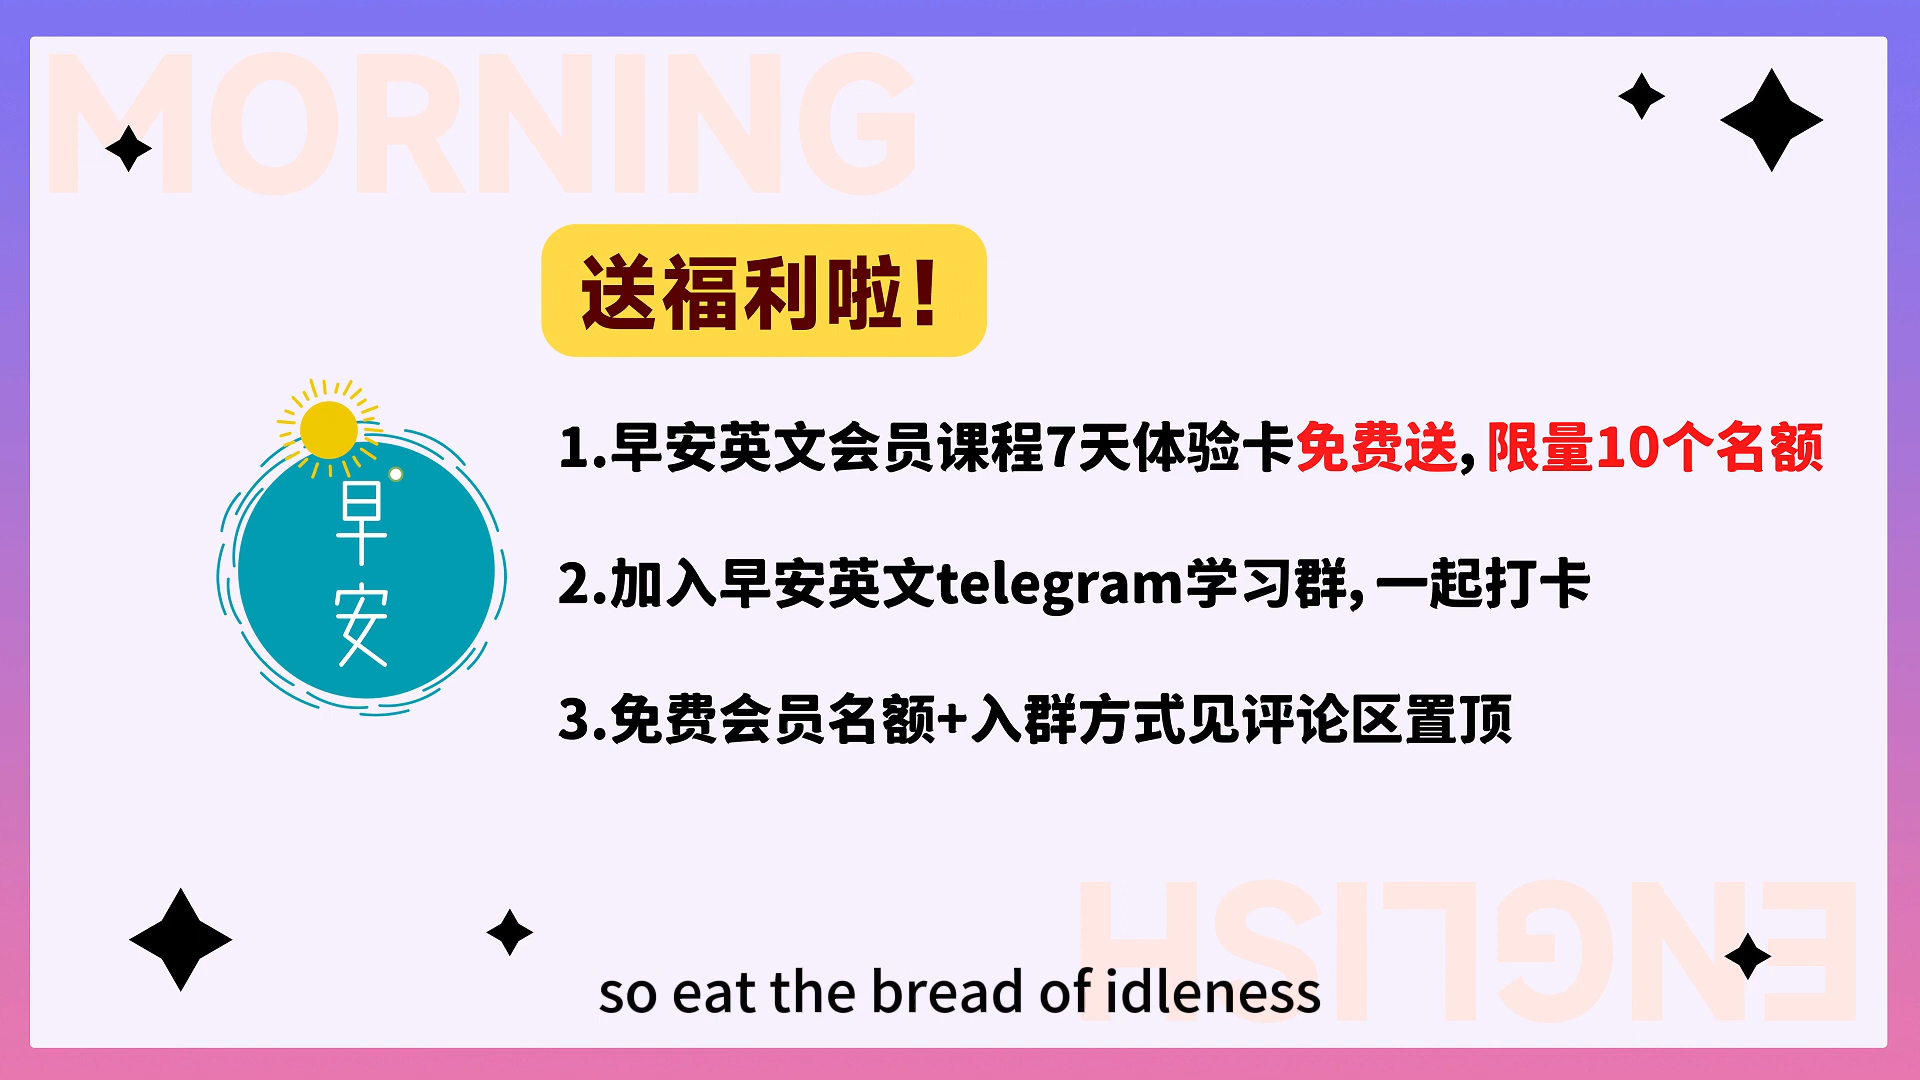 MORNING
送福利啦!
早安
1.早安英文会员课程7天体验卡免费送, 限量10个名额
2.加入早安英文telegram学习群, 一起打卡
3.免费会员名额+入群方式见评论区置顶
ENGLISH
so eat the bread of idleness